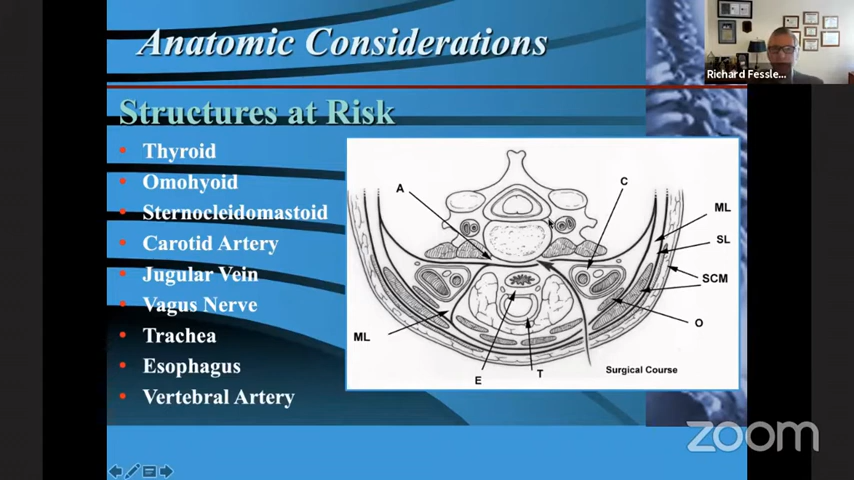 Anatomic Considerations
Richard Fessle...
Structures at Risk
• Thyroid
• Omohyoid
• Sternocleidomastoid
• Carotid Artery
• Jugular Vein
• Vagus Nerve
• Trachea
• Esophagus
• Vertebral Artery
A
C
ML
SL
SCM
O
ML
E
T
Surgical Course
zoom